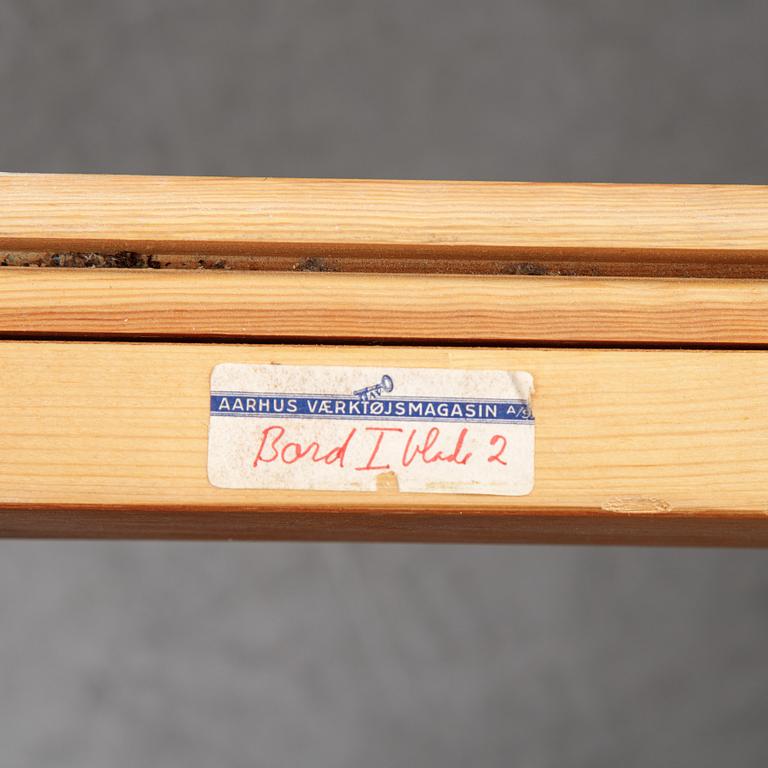 AARHUS VÆRKTØJSMAGASIN A/S
Bord I blade 2